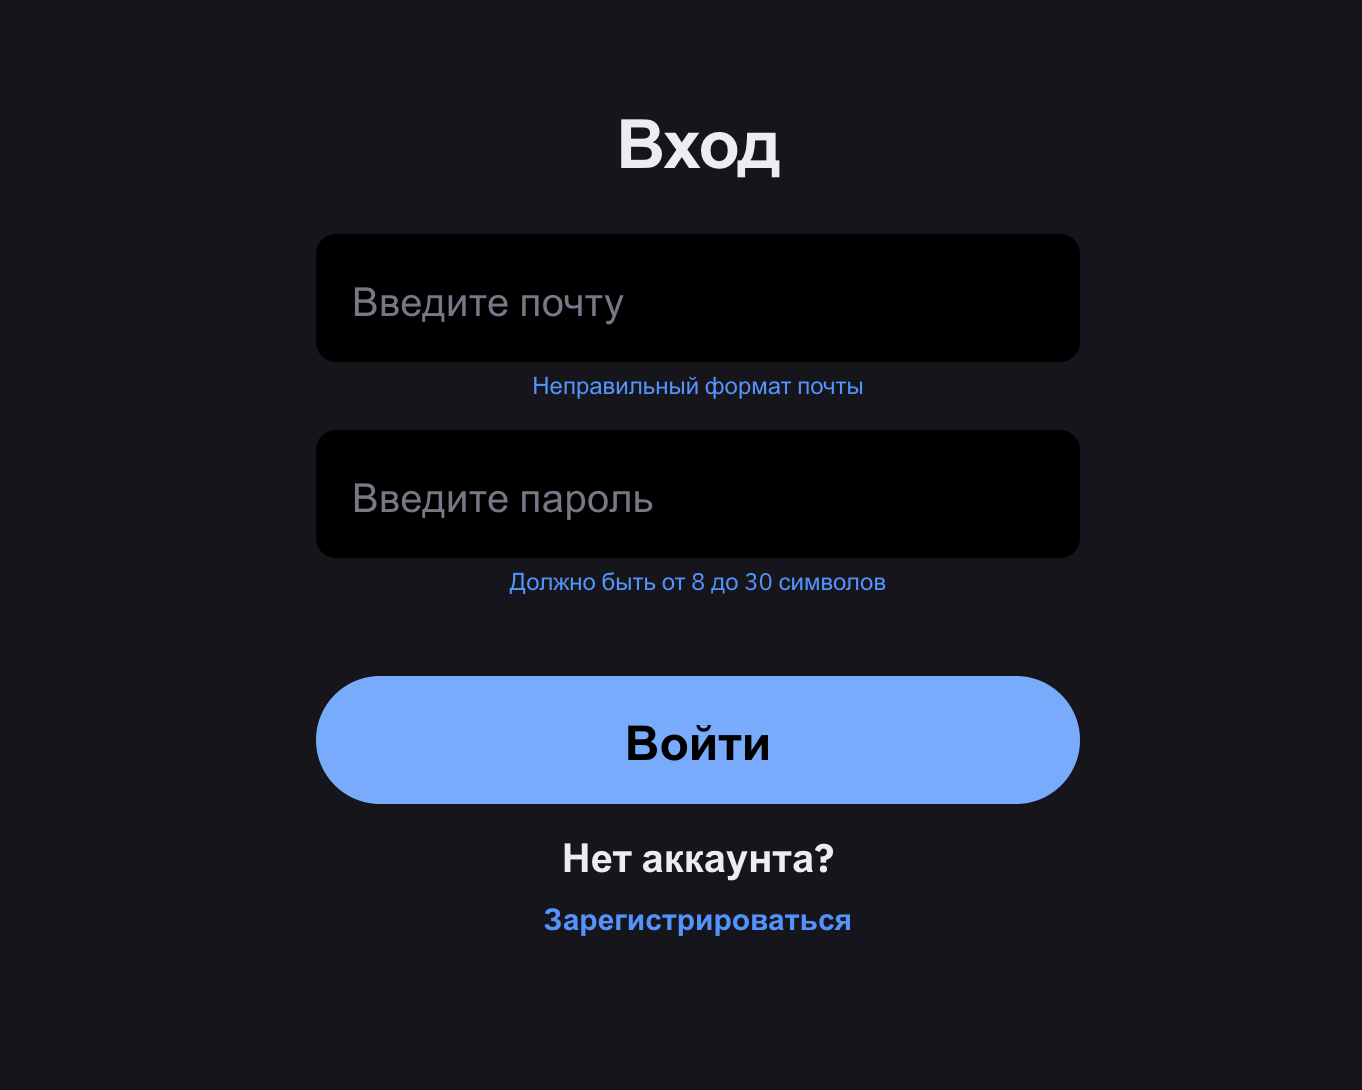 Вход
Введите почту
Неправильный формат почты
Введите пароль
Должно быть от 8 до 30 символов
Войти
Нет аккаунта?
Зарегистрироваться